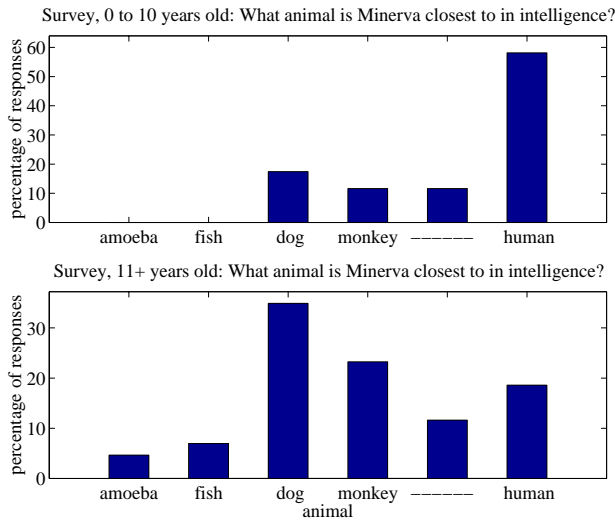 Survey, 0 to 10 years old: What animal is Minerva closest to in intelligence?
percentage of responses
60
50
40
30
20
10
0
amoeba fish dog monkey −−−−−− human
Survey, 11+ years old: What animal is Minerva closest to in intelligence?
percentage of responses
30
20
10
0
amoeba fish dog monkey −−−−−− human
animal